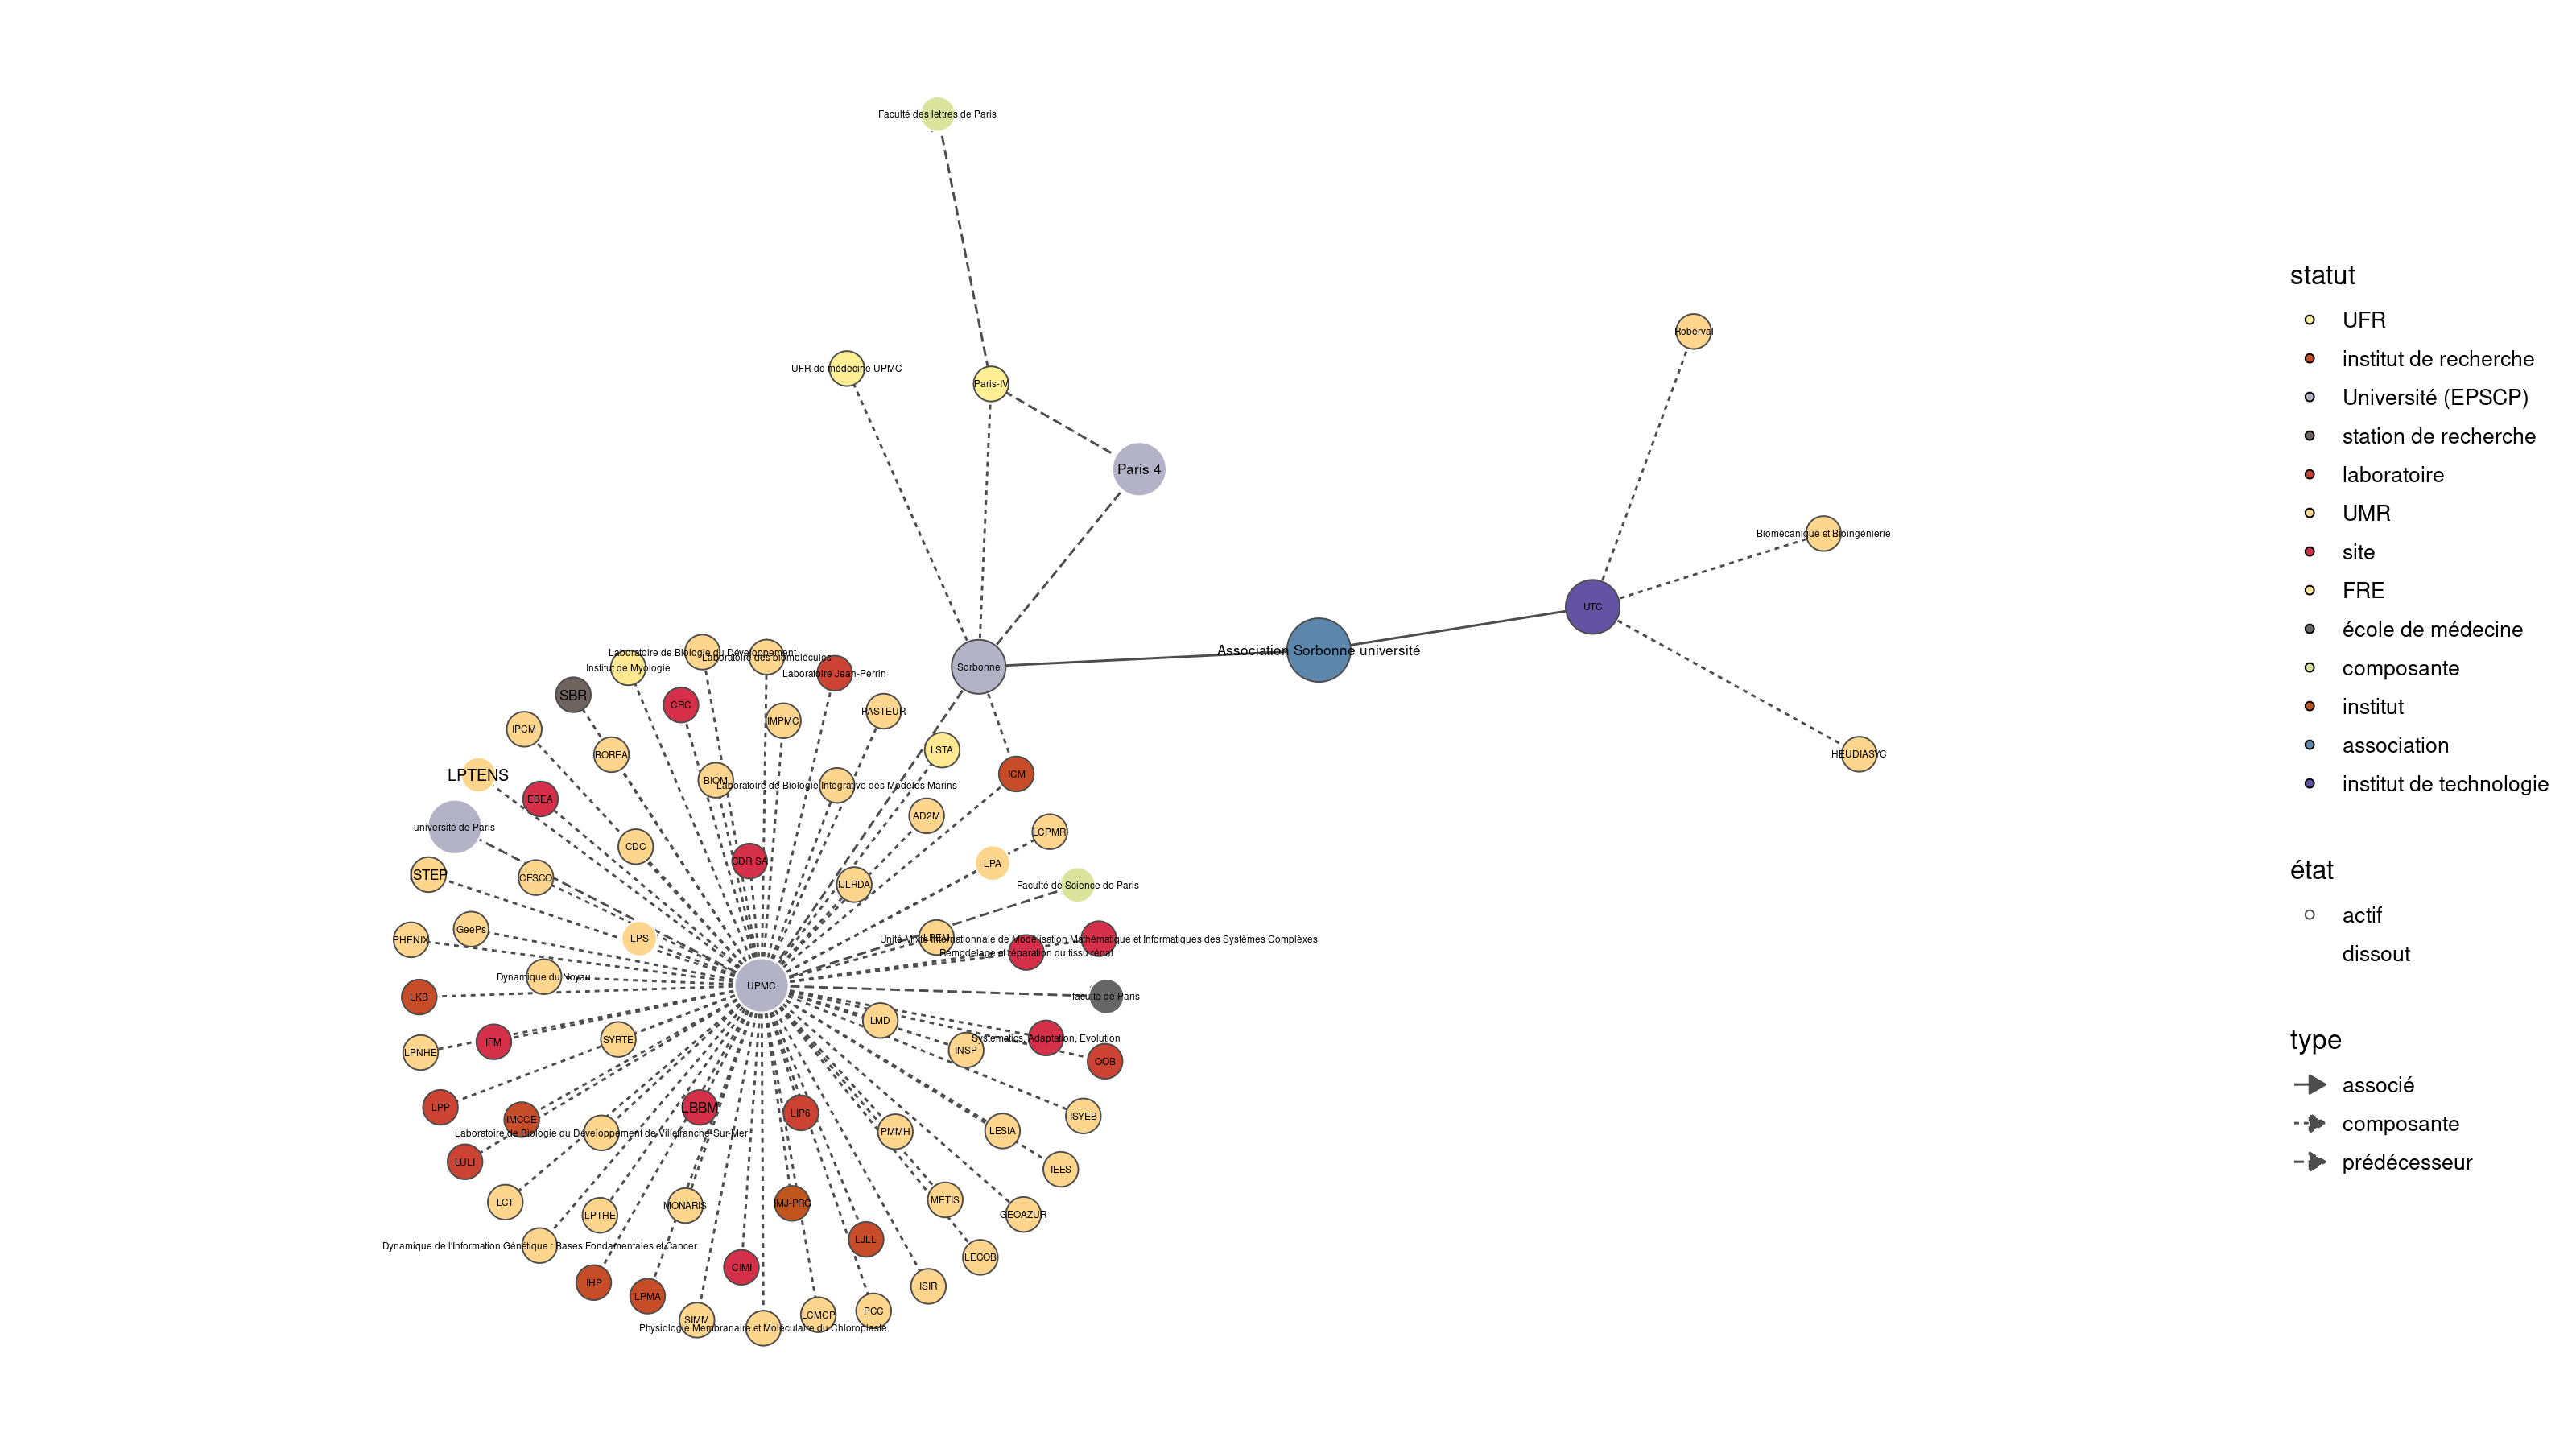 Faculté des lettres de Paris
Roberval
UFR de médecine UPMC
Paris-IV
Paris 4
Biomécanique et Bioingénierie
UTC
Association Sorbonne université
Sorbonne
HEUDIASYC
Laboratoire de Biologie du Développement
Laboratoire des biomolécules
Institut de Myologie
Laboratoire Jean-Perrin
SBR
CRC
PASTEUR
IMPMC
IPCM
BOREA
LSTA
LPTENS
ICM
BIOM
Laboratoire de Biologie Intégrative des Modèles Marins
EBEA
AD2M
université de Paris
LCPMR
CDC
CDR SA
LPA
ISTEP
CESCO
IJLRDA
Faculté de Science de Paris
GeePs
PHENIX
LPS
LPEM
Unité Mixte Internationnale de Modélisation Mathématique et Informatiques des Systèmes Complèxes
Remodelage et réparation du tissu rénal
Dynamique du Noyau
UPMC
LKB
faculté de Paris
LMD
IFM
SYRTE
Systematics, Adaptation, Evolution
LPNHE
INSP
OOB
LPP
LBBM
LIP6
ISYEB
IMCCE
Laboratoire de Biologie du Développement de Villefranche-Sur-Mer
PMMH
LESIA
LULI
IEES
LCT
MONARIS
IMJ-PRG
METIS
LPTHE
GEOAZUR
LJLL
Dynamique de l'Information Génétique : Bases Fondamentales et Cancer
LECOB
CIMI
IHP
ISIR
LPMA
SIMM
LCMCP
PCC
Physiologie Membranaire et Moléculaire du Chloroplaste
statut
UFR
institut de recherche
Université (EPSCP)
station de recherche
laboratoire
UMR
site
FRE
école de médecine
composante
institut
association
institut de technologie
état
actif
dissout
type
associé
composante
prédécesseur